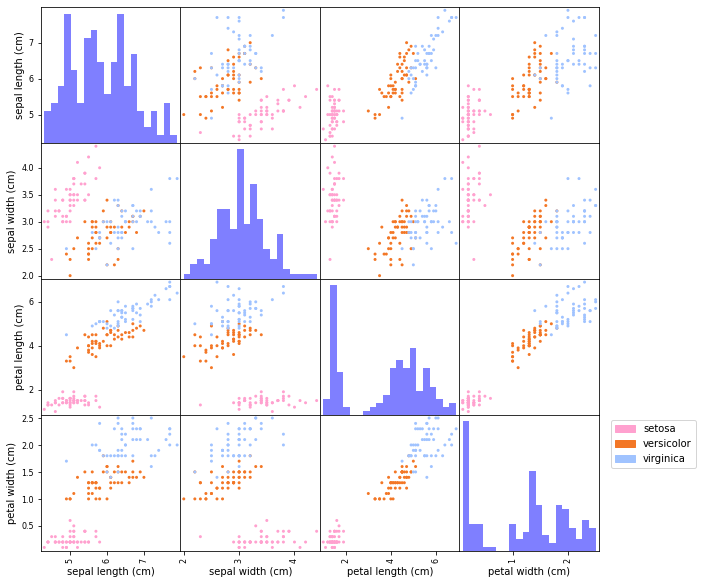 sepal length (cm)
7
6
5
sepal width (cm)
4.0
3.5
3.0
2.5
2.0
petal length (cm)
6
4
2
petal width (cm)
2.5
2.0
1.5
1.0
0.5
5 6 7 2 3 4 2 4 6 1 2
sepal length (cm) sepal width (cm) petal length (cm) petal width (cm)
setosa
versicolor
virginica